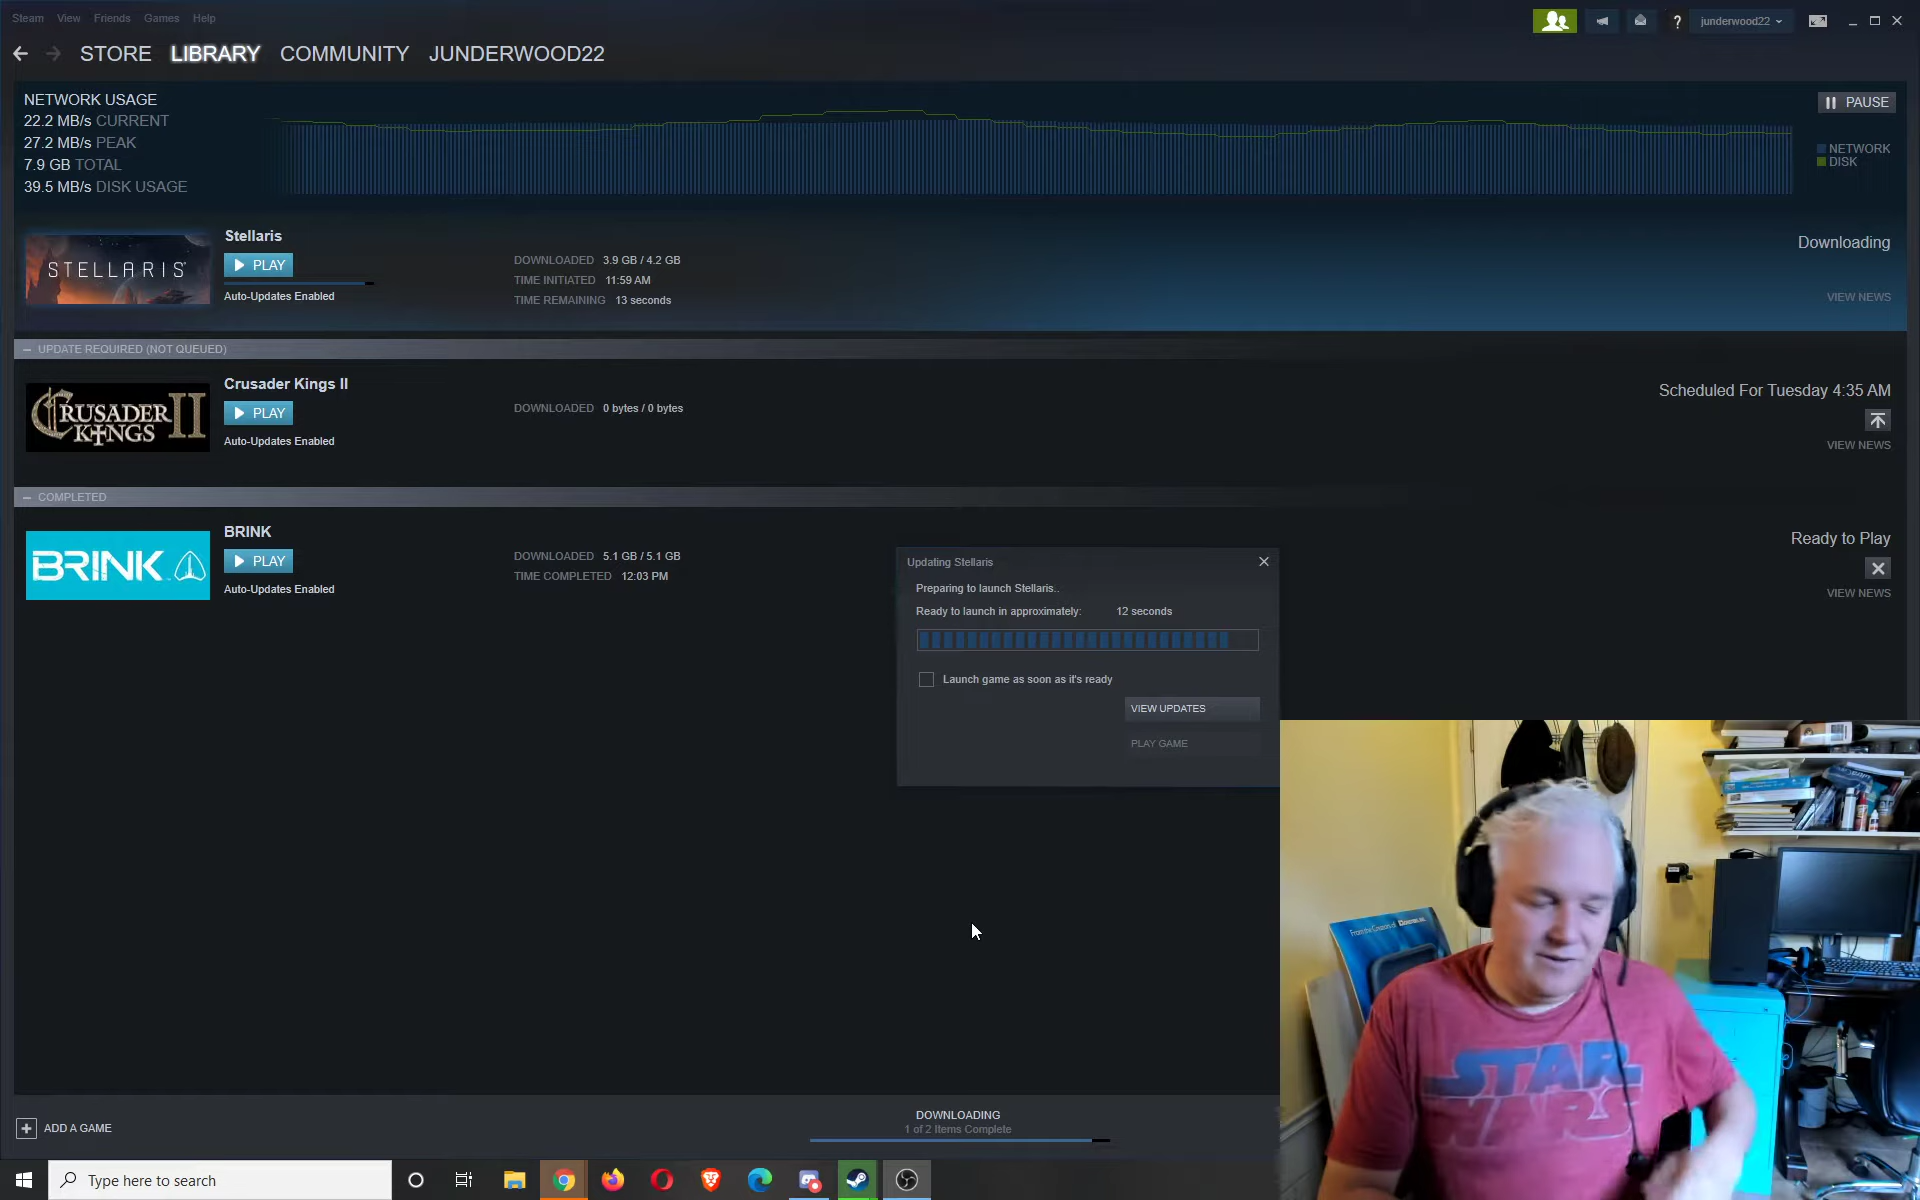 Steam View Friends Games Help
junderwood22
STORE LIBRARY COMMUNITY JUNDERWOOD22
NETWORK USAGE
22.2 MB/s CURRENT
27.2 MB/s PEAK
7.9 GB TOTAL
39.5 MB/s DISK USAGE
PAUSE
NETWORK
DISK
STELLARIS
Stellaris
PLAY
Auto-Updates Enabled
DOWNLOADED 3.9 GB / 4.2 GB
TIME INITIATED 11:59 AM
TIME REMAINING 13 seconds
Downloading
VIEW NEWS
UPDATE REQUIRED (NOT QUEUED)
CRUSADER KINGS II
Crusader Kings II
PLAY
Auto-Updates Enabled
DOWNLOADED 0 bytes / 0 bytes
Scheduled For Tuesday 4:35 AM
VIEW NEWS
COMPLETED
BRINK
BRINK
PLAY
Auto-Updates Enabled
DOWNLOADED 5.1 GB / 5.1 GB
TIME COMPLETED 12:03 PM
Ready to Play
VIEW NEWS
Updating Stellaris
Preparing to launch Stellaris..
Ready to launch in approximately: 12 seconds
Launch game as soon as it's ready
VIEW UPDATES
PLAY GAME
From the Creators of
STAR
WARS
ADD A GAME
DOWNLOADING
1 of 2 Items Complete
Type here to search